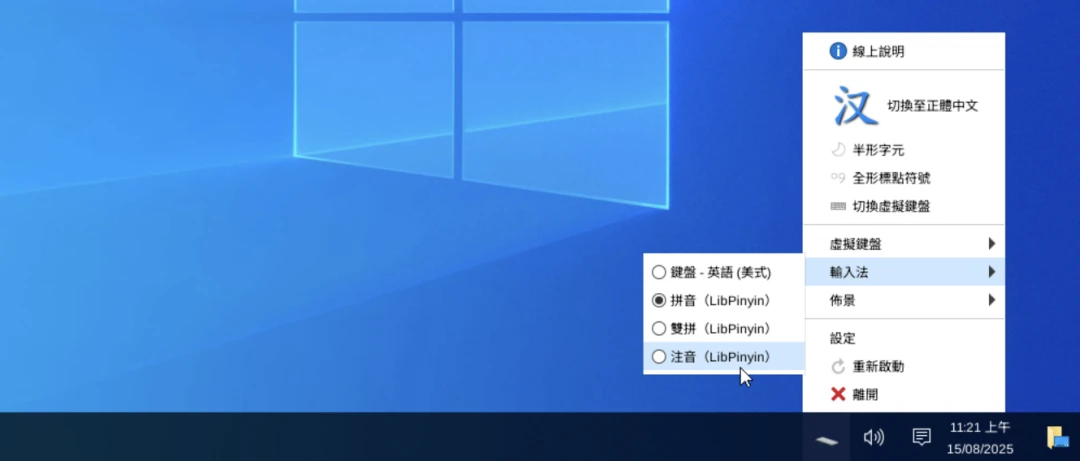 線上說明
汉 切換至正體中文
半形字元
全形標點符號
切換虛擬鍵盤
虛擬鍵盤
輸入法
佈景
鍵盤 - 英語 (美式)
拼音（LibPinyin）
雙拼（LibPinyin）
注音（LibPinyin）
設定
重新啟動
離開
11:21 上午
15/08/2025